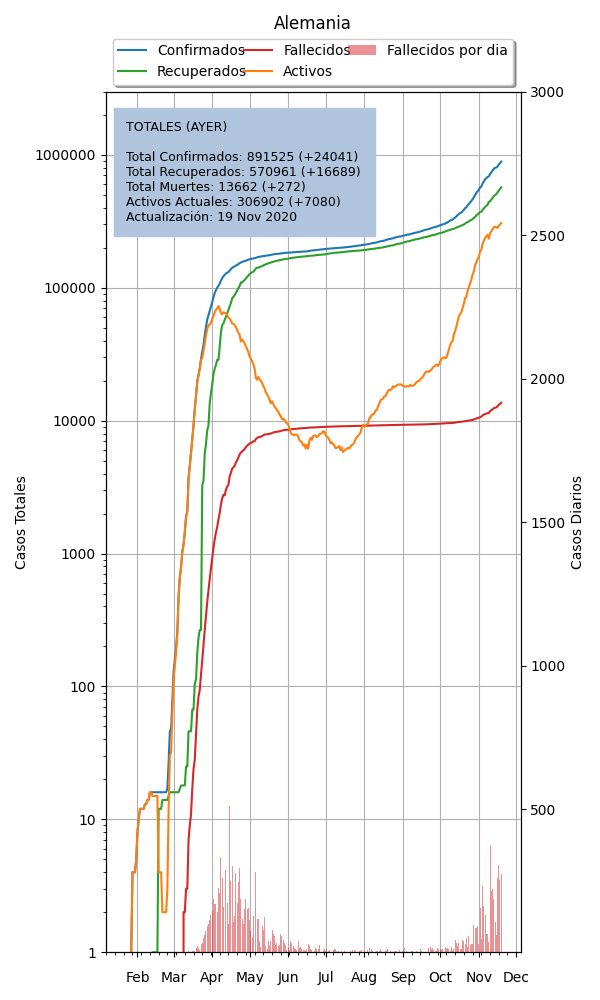 Alemania
Confirmados
Recuperados
Fallecidos
Activos
Fallecidos por dia
TOTALES (AYER)
Total Confirmados: 891525 (+24041)
Total Recuperados: 570961 (+16689)
Total Muertes: 13662 (+272)
Activos Actuales: 306902 (+7080)
Actualización: 19 Nov 2020
Casos Totales
1000000
100000
10000
1000
100
10
1
3000
2500
2000
1500
1000
500
Casos Diarios
Feb Mar Apr May Jun Jul Aug Sep Oct Nov Dec